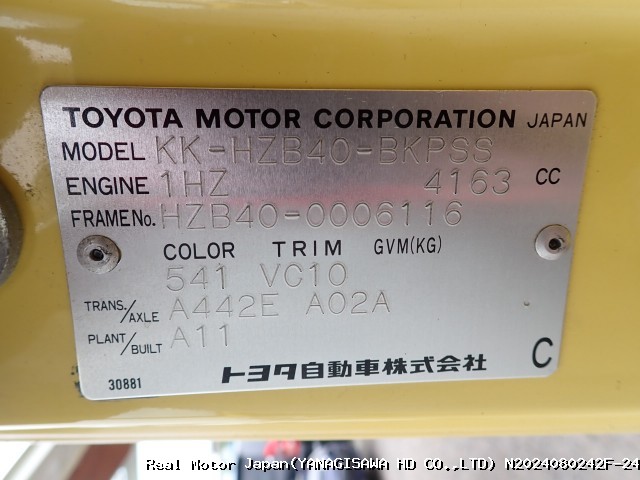 TOYOTA MOTOR CORPORATION JAPAN
MODEL KK-HZB40-BKPSS
ENGINE 1HZ 4163 CC
FRAME No. HZB40-0006116
COLOR TRIM GVM(KG)
541 VC10
TRANS./AXLE A442E A02A
PLANT/BUILT A11
トヨタ自動車株式会社 C
30881
Real Motor Japan(YANAGISAWA HD CO.,LTD) N2024080242F-24